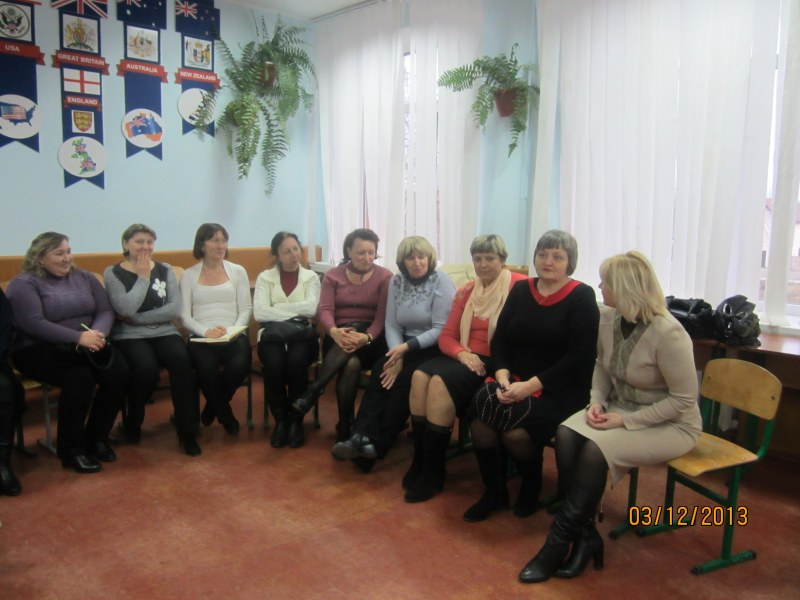 USA
GREAT BRITAIN
ENGLAND
AUSTRALIA
NEW ZEALAND
03/12/2013